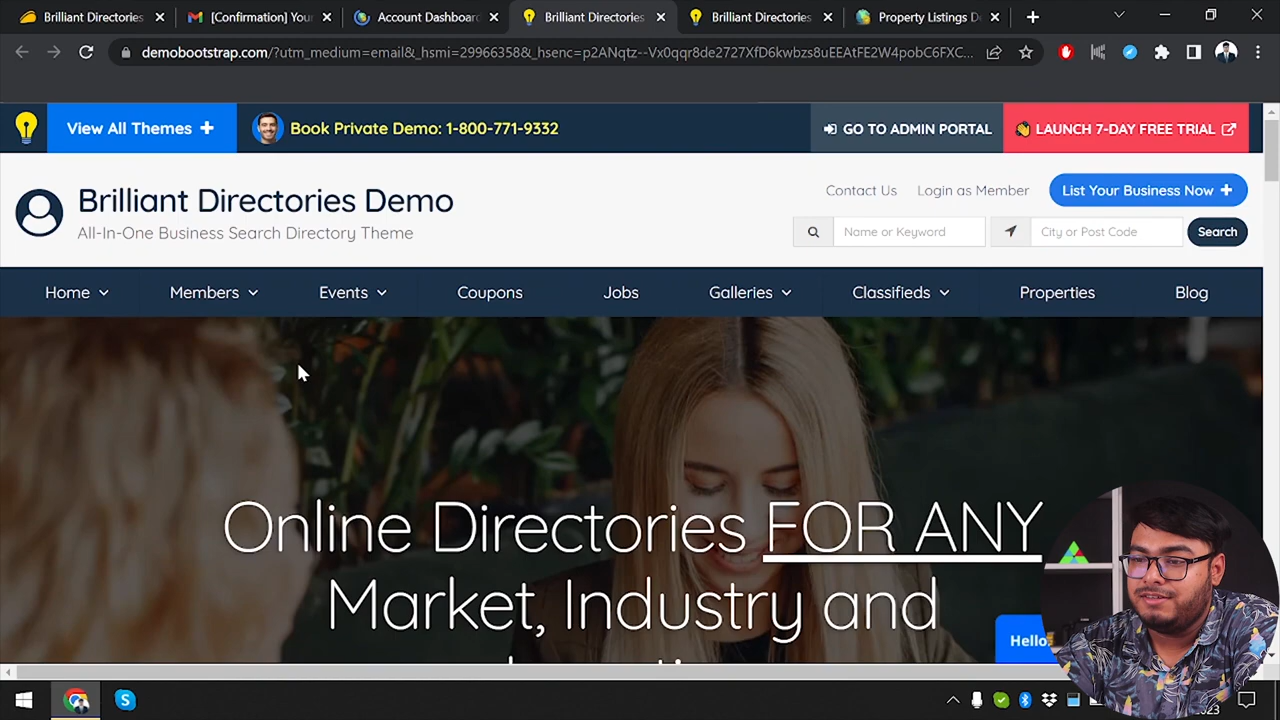 Brilliant Directories
[Confirmation] Your
Account Dashboard
Brilliant Directories
Brilliant Directories
Property Listings D
demobootstrap.com/?utm_medium=email&_hsmi=29966358&_hsenc=p2ANqtz--Vx0qqr8de2727XfD6kwbzs8uEEAtFE2W4pobC6FXC...
View All Themes +
Book Private Demo: 1-800-771-9332
GO TO ADMIN PORTAL
LAUNCH 7-DAY FREE TRIAL
Brilliant Directories Demo
All-In-One Business Search Directory Theme
Contact Us
Login as Member
List Your Business Now +
Name or Keyword
City or Post Code
Search
Home
Members
Events
Coupons
Jobs
Galleries
Classifieds
Properties
Blog
Online Directories FOR ANY
Market, Industry and
Hello